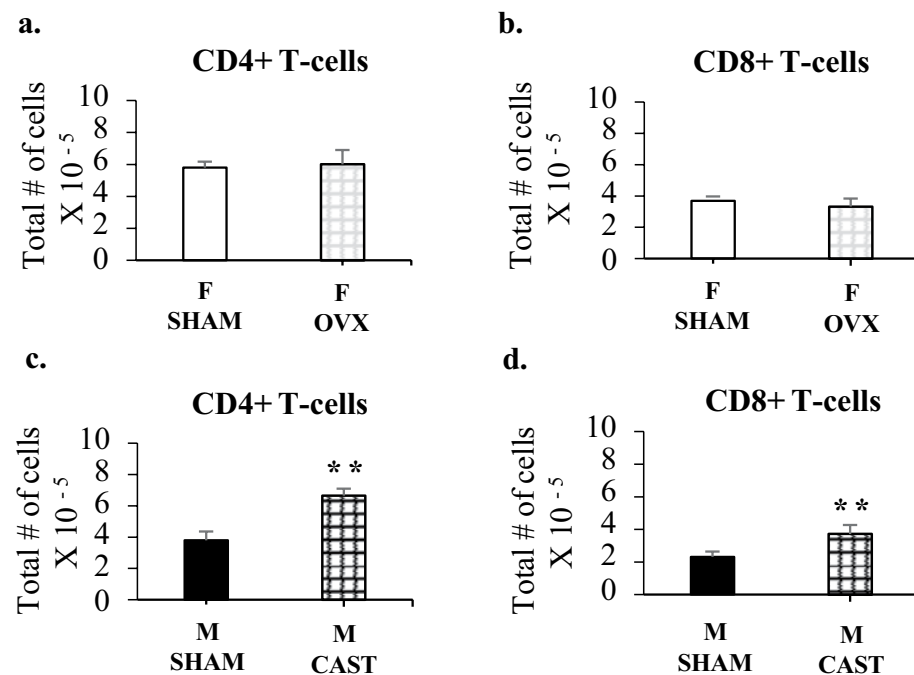 a.
CD4+ T-cells
Total # of cells
X 10 - 5
10
8
6
4
2
0
F
SHAM
F
OVX
b.
CD8+ T-cells
Total # of cells
X 10 - 5
10
8
6
4
2
0
F
SHAM
F
OVX
c.
CD4+ T-cells
Total # of cells
X 10 - 5
10
8
6
4
2
0
* *
M
SHAM
M
CAST
d.
CD8+ T-cells
Total # of cells
X 10 - 5
10
8
6
4
2
0
* *
M
SHAM
M
CAST